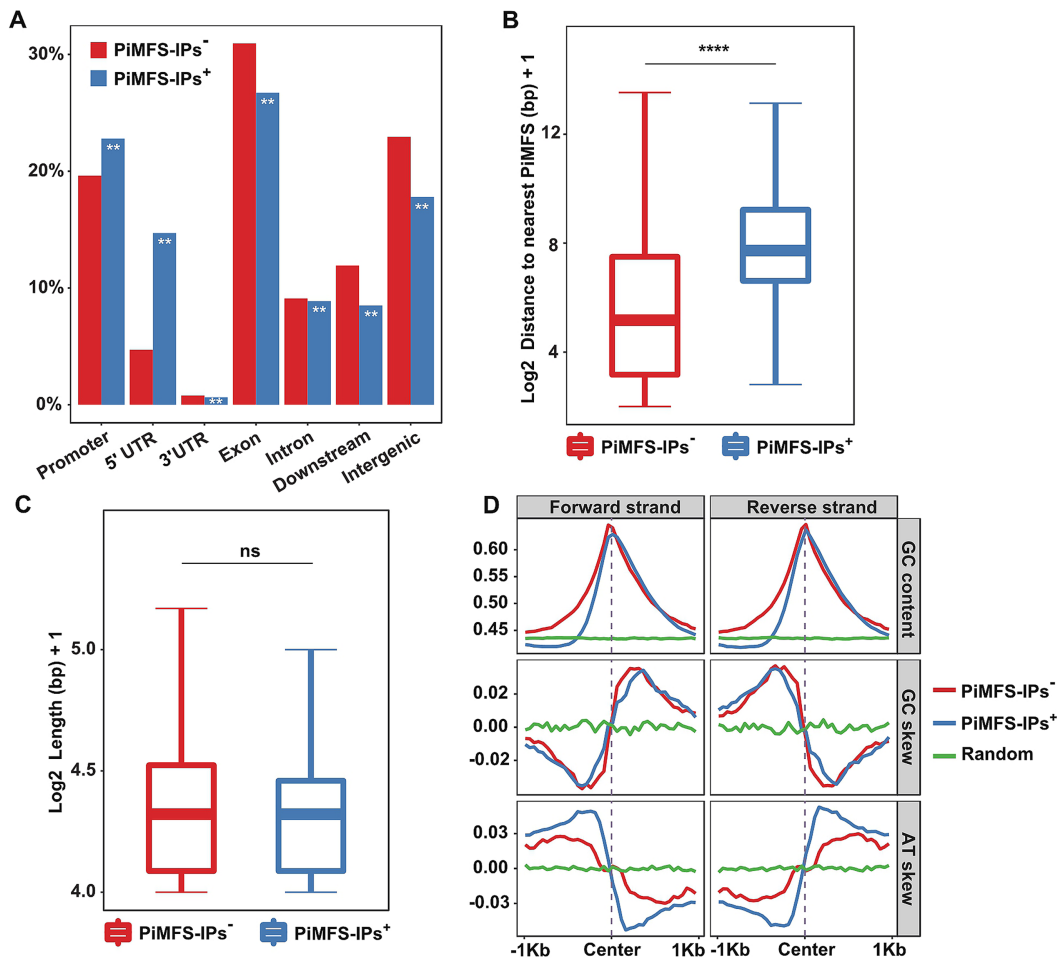 A
PiMFS-IPs-
PiMFS-IPs+
30%
20%
10%
0%
** ** ** ** ** ** **
Promoter
5' UTR
3'UTR
Exon
Intron
Downstream
Intergenic
B
****
Log2 Distance to nearest PiMFS (bp) + 1
12
8
4
PiMFS-IPs- PiMFS-IPs+
C
ns
Log2 Length (bp) + 1
5.0
4.5
4.0
PiMFS-IPs- PiMFS-IPs+
D
Forward strand Reverse strand
0.60
0.55
0.50
0.45
GC content
0.02
0.00
-0.02
GC skew
0.03
0.00
-0.03
AT skew
-1Kb Center 1Kb -1Kb Center 1Kb
PiMFS-IPs-
PiMFS-IPs+
Random